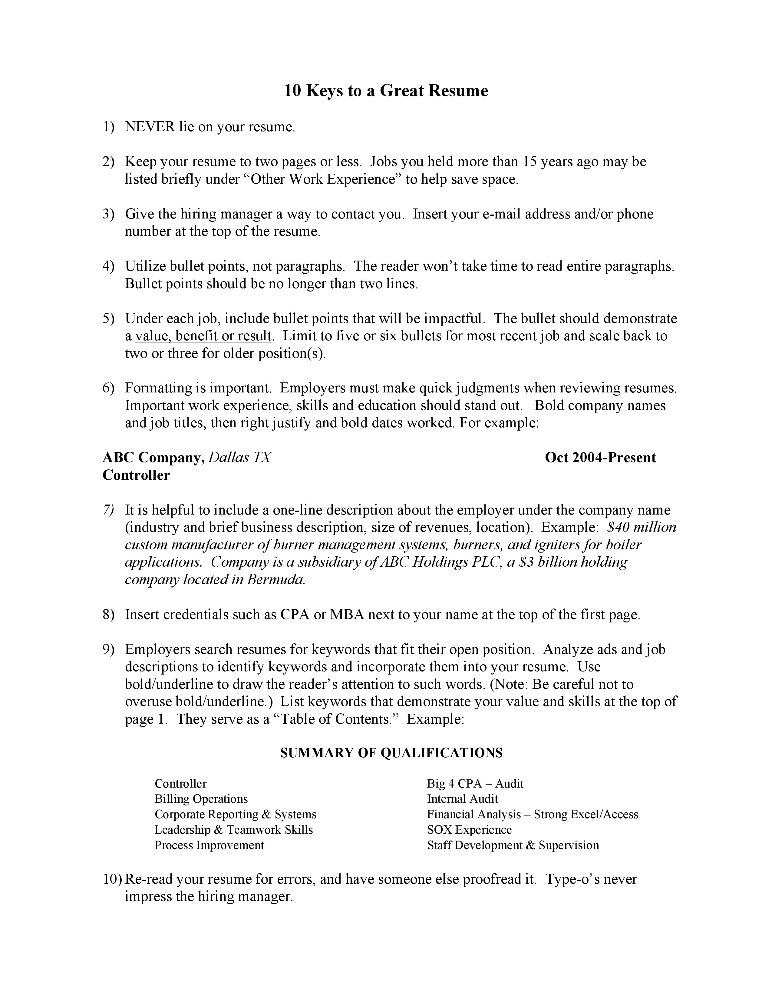 10 Keys to a Great Resume
1) NEVER lie on your resume.
2) Keep your resume to two pages or less. Jobs you held more than 15 years ago may be
listed briefly under “Other Work Experience” to help save space.
3) Give the hiring manager a way to contact you. Insert your e-mail address and/or phone
number at the top of the resume.
4) Utilize bullet points, not paragraphs. The reader won’t take time to read entire paragraphs.
Bullet points should be no longer than two lines.
5) Under each job, include bullet points that will be impactful. The bullet should demonstrate
a value, benefit or result. Limit to five or six bullets for most recent job and scale back to
two or three for older position(s).
6) Formatting is important. Employers must make quick judgments when reviewing resumes.
Important work experience, skills and education should stand out. Bold company names
and job titles, then right justify and bold dates worked. For example:
ABC Company, Dallas TX Oct 2004-Present
Controller
7) It is helpful to include a one-line description about the employer under the company name
(industry and brief business description, size of revenues, location). Example: $40 million
custom manufacturer of burner management systems, burners, and igniters for boiler
applications. Company is a subsidiary of ABC Holdings PLC, a $3 billion holding
company located in Bermuda.
8) Insert credentials such as CPA or MBA next to your name at the top of the first page.
9) Employers search resumes for keywords that fit their open position. Analyze ads and job
descriptions to identify keywords and incorporate them into your resume. Use
bold/underline to draw the reader’s attention to such words. (Note: Be careful not to
overuse bold/underline.) List keywords that demonstrate your value and skills at the top of
page 1. They serve as a “Table of Contents.” Example:
SUMMARY OF QUALIFICATIONS
Controller Big 4 CPA – Audit
Billing Operations Internal Audit
Corporate Reporting & Systems Financial Analysis – Strong Excel/Access
Leadership & Teamwork Skills SOX Experience
Process Improvement Staff Development & Supervision
10) Re-read your resume for errors, and have someone else proofread it. Type-o’s never
impress the hiring manager.